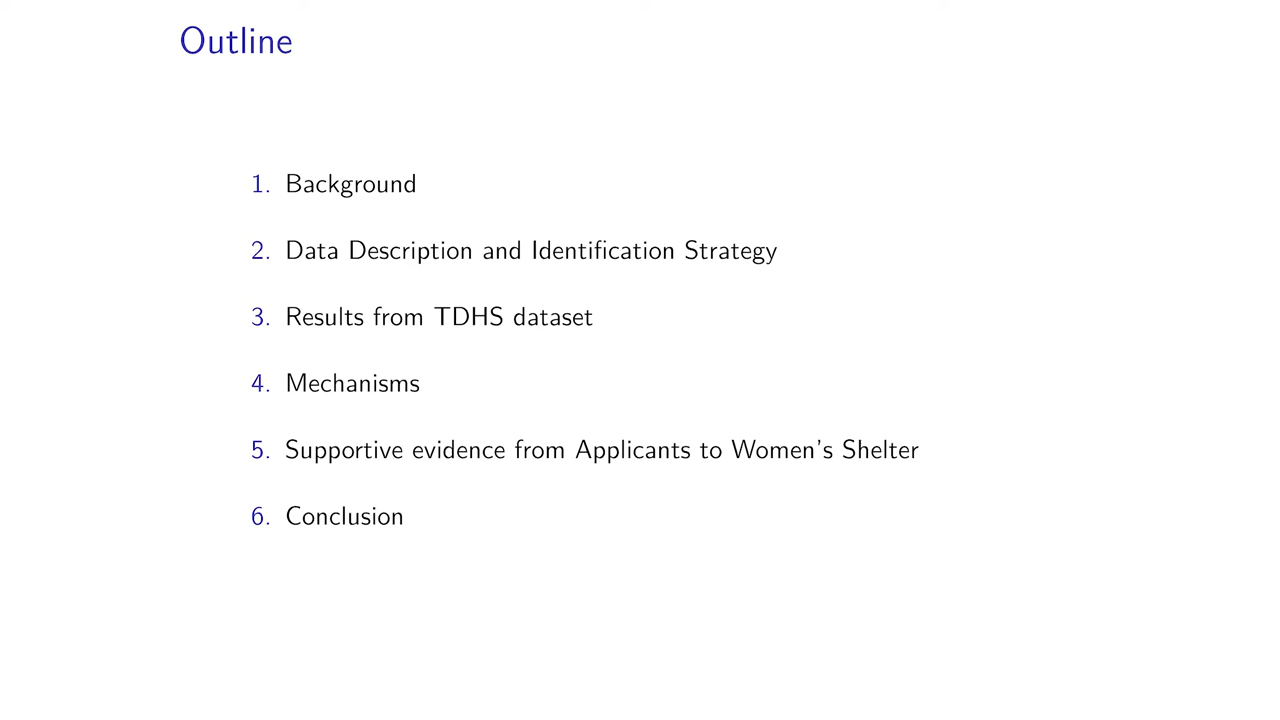 Outline
1. Background
2. Data Description and Identification Strategy
3. Results from TDHS dataset
4. Mechanisms
5. Supportive evidence from Applicants to Women's Shelter
6. Conclusion